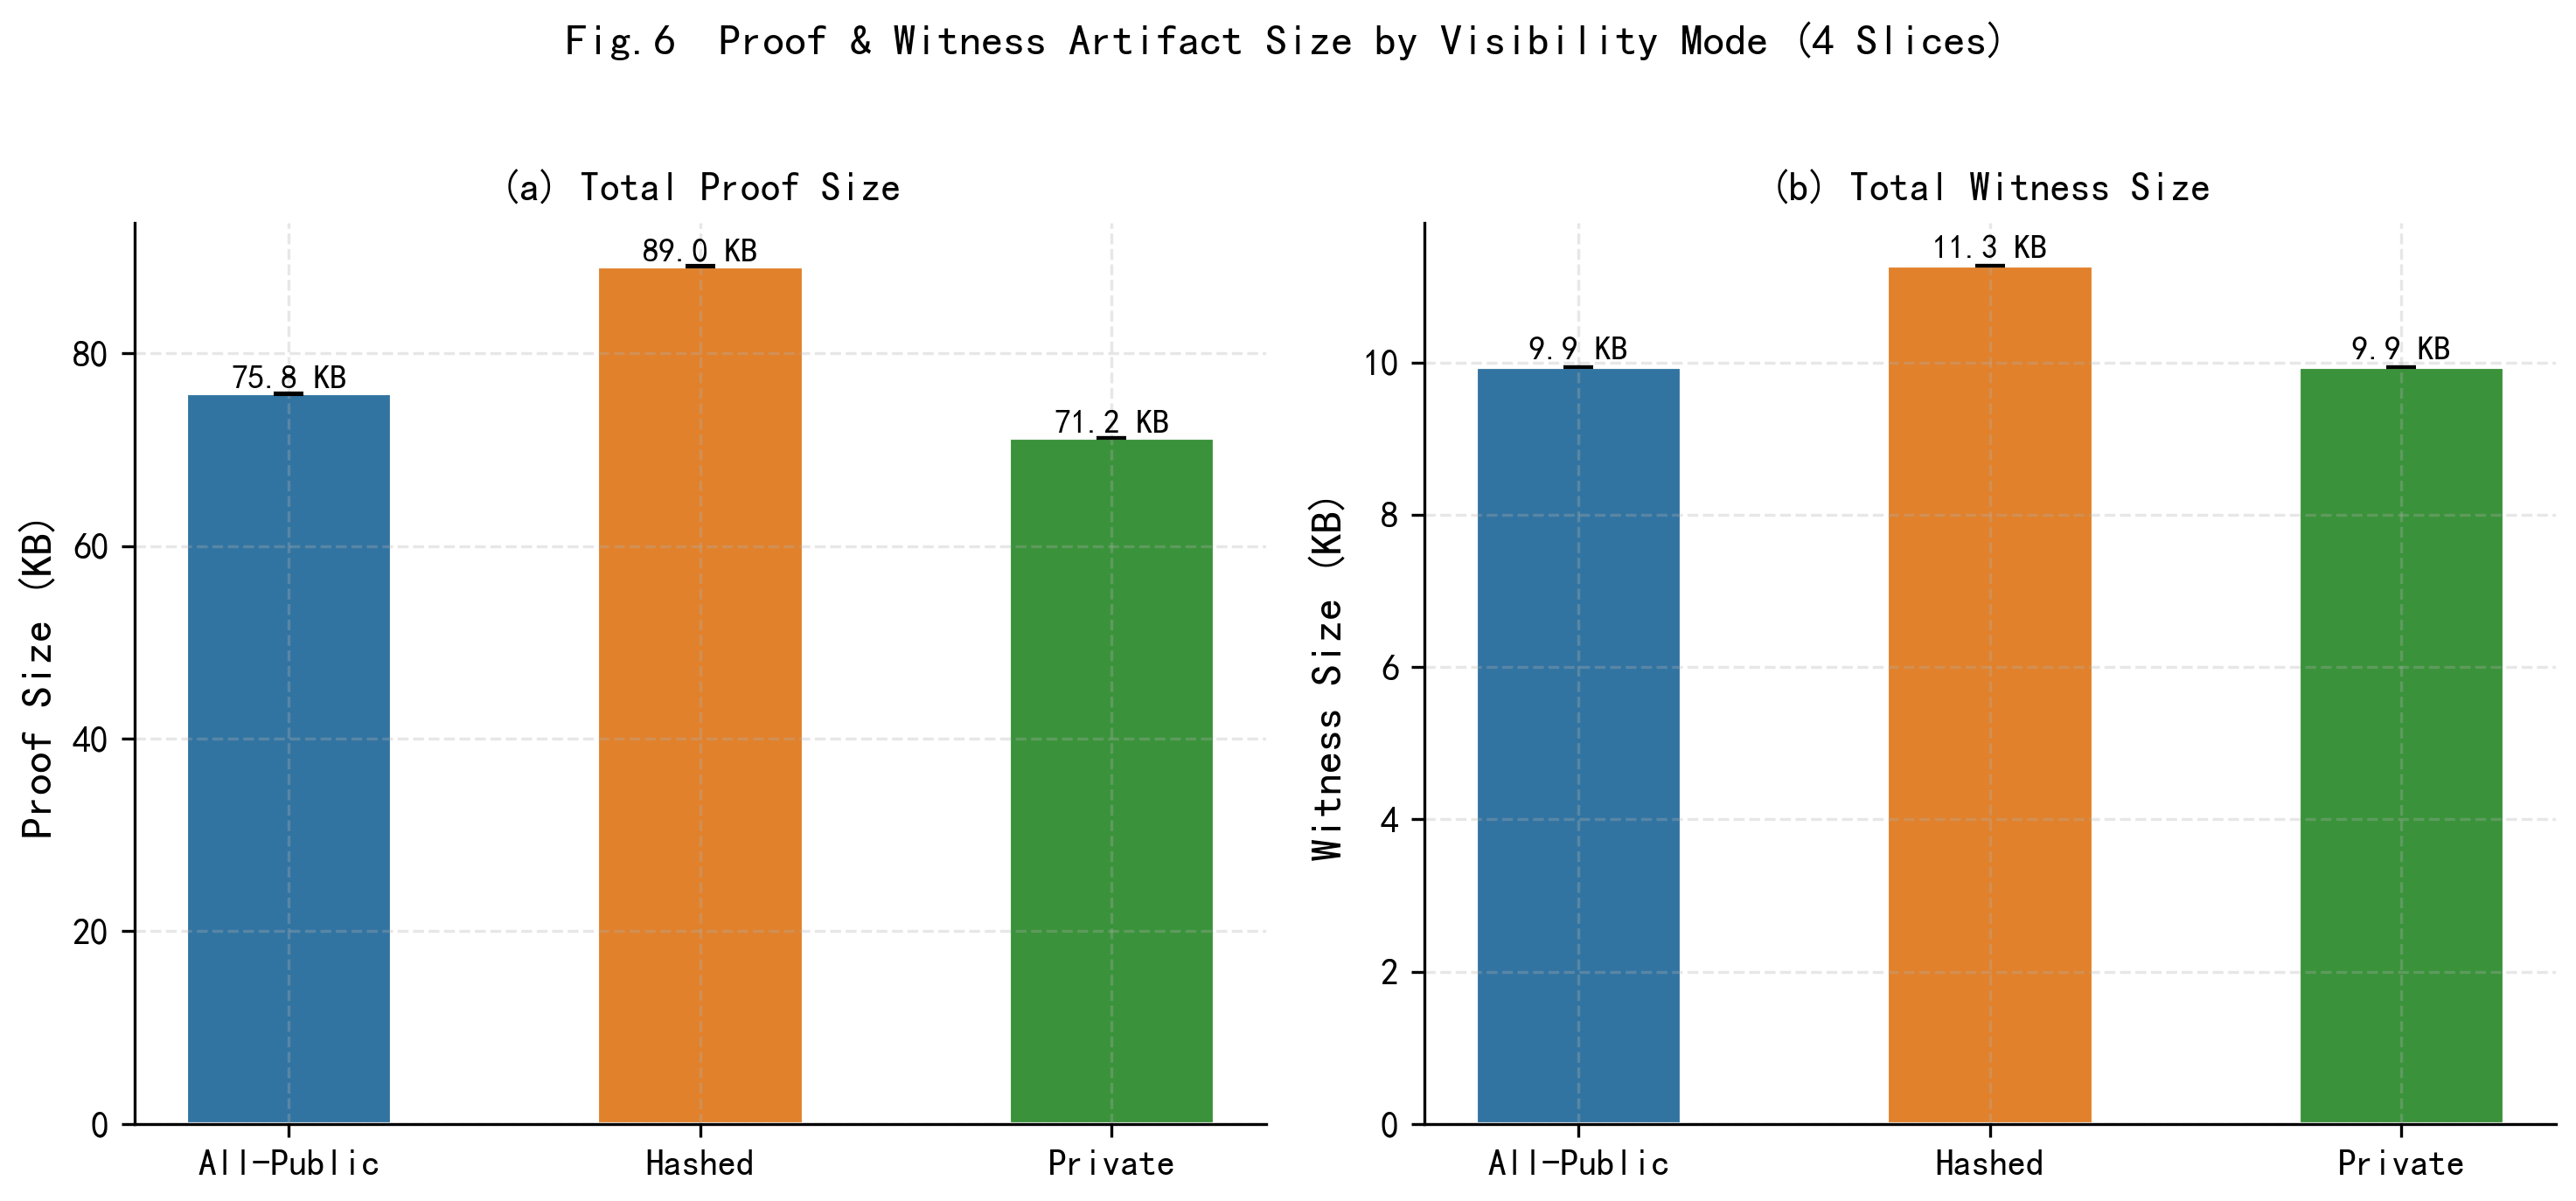 Fig.6  Proof & Witness Artifact Size by Visibility Mode (4 Slices)
(a) Total Proof Size
Proof Size (KB)
80
60
40
20
0
75.8 KB
89.0 KB
71.2 KB
All-Public
Hashed
Private
(b) Total Witness Size
Witness Size (KB)
10
8
6
4
2
0
9.9 KB
11.3 KB
9.9 KB
All-Public
Hashed
Private